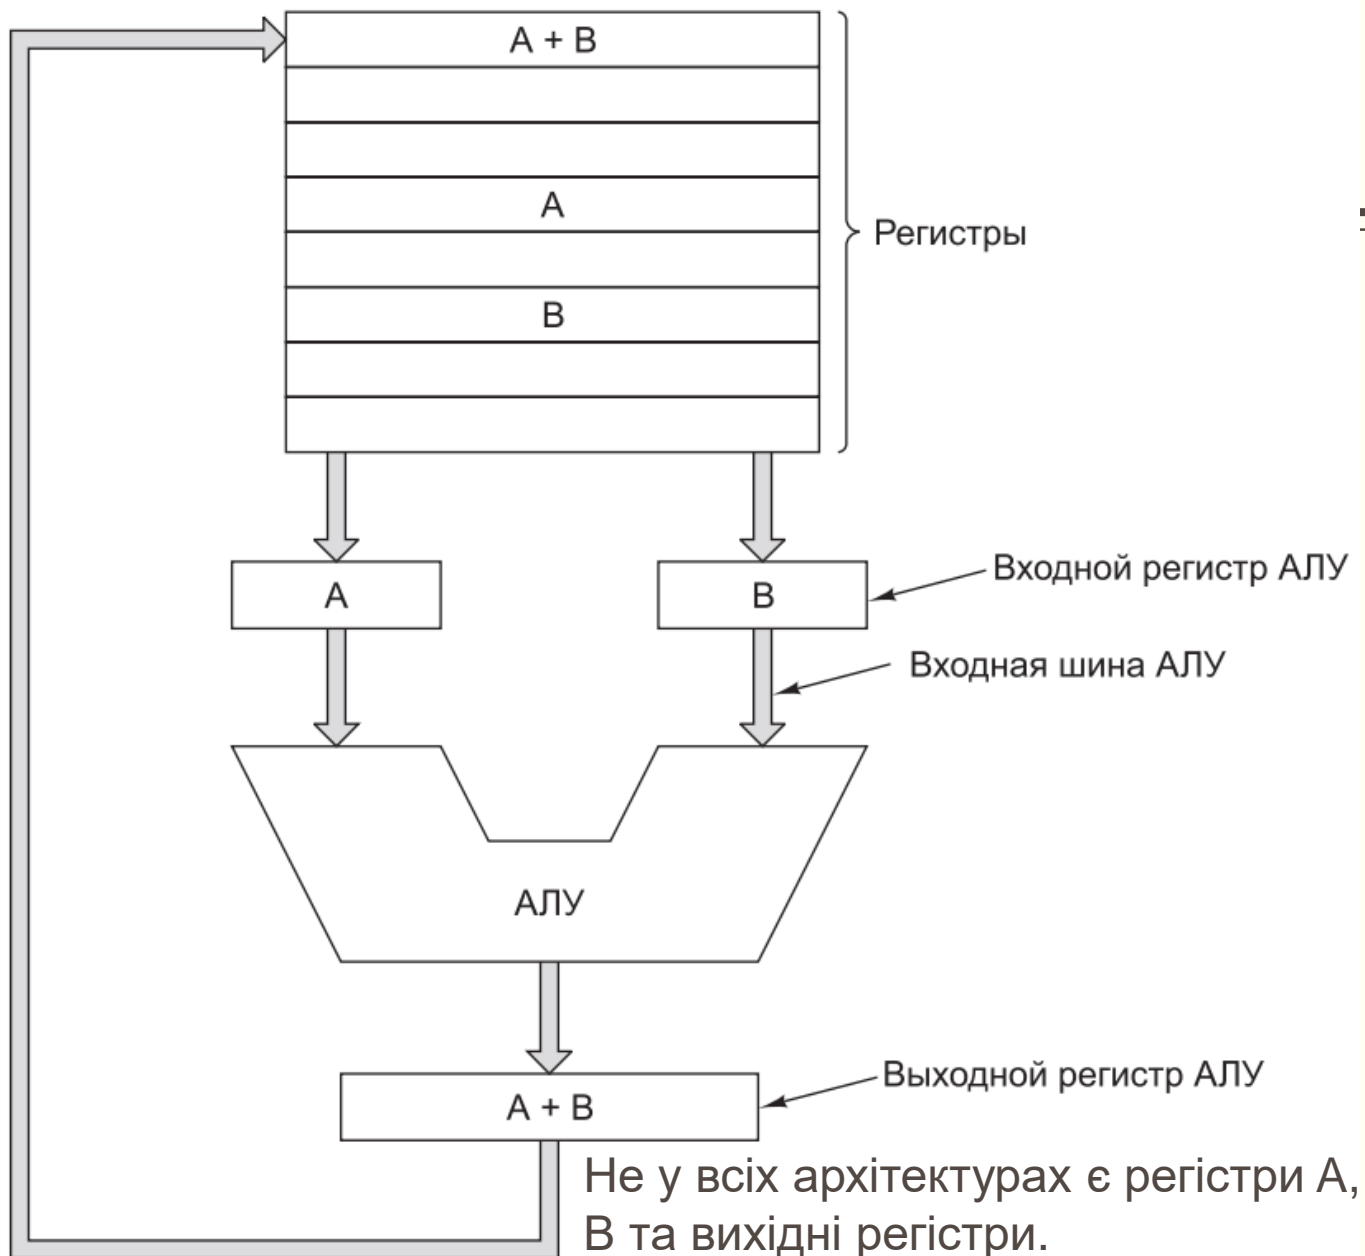 A + B
A
Регистры
B
Входной регистр АЛУ
A
B
Входная шина АЛУ
АЛУ
Выходной регистр АЛУ
A + B
Не у всіх архітектурах є регістри А,
В та вихідні регістри.